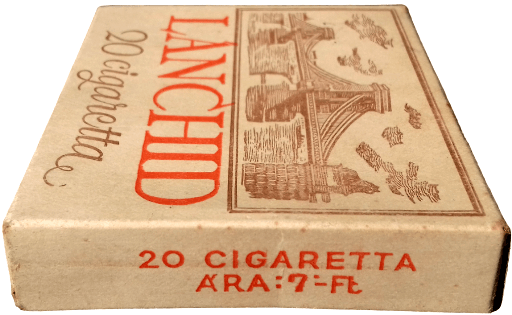 LÁNCHÍD
20 cigaretta
20 CIGARETTA
ÁRA: 7·-Ft